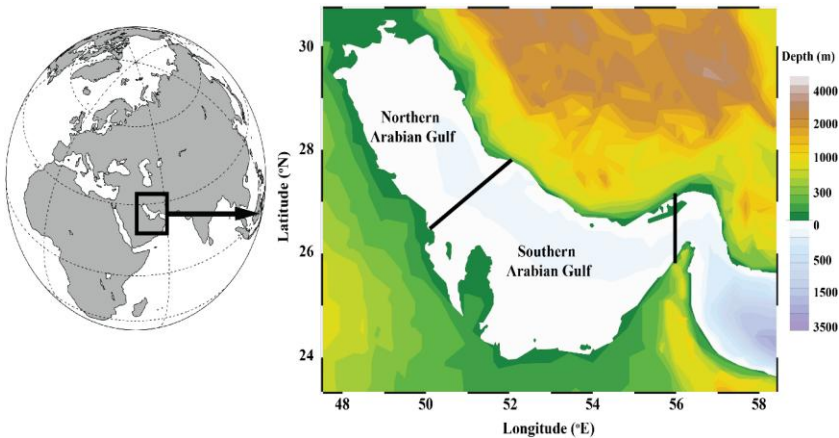 30
28
26
24
Latitude (°N)
Northern
Arabian Gulf
Southern
Arabian Gulf
48 50 52 54 56 58
Longitude (°E)
Depth (m)
4000
2000
1000
300
100
0
500
1500
3500